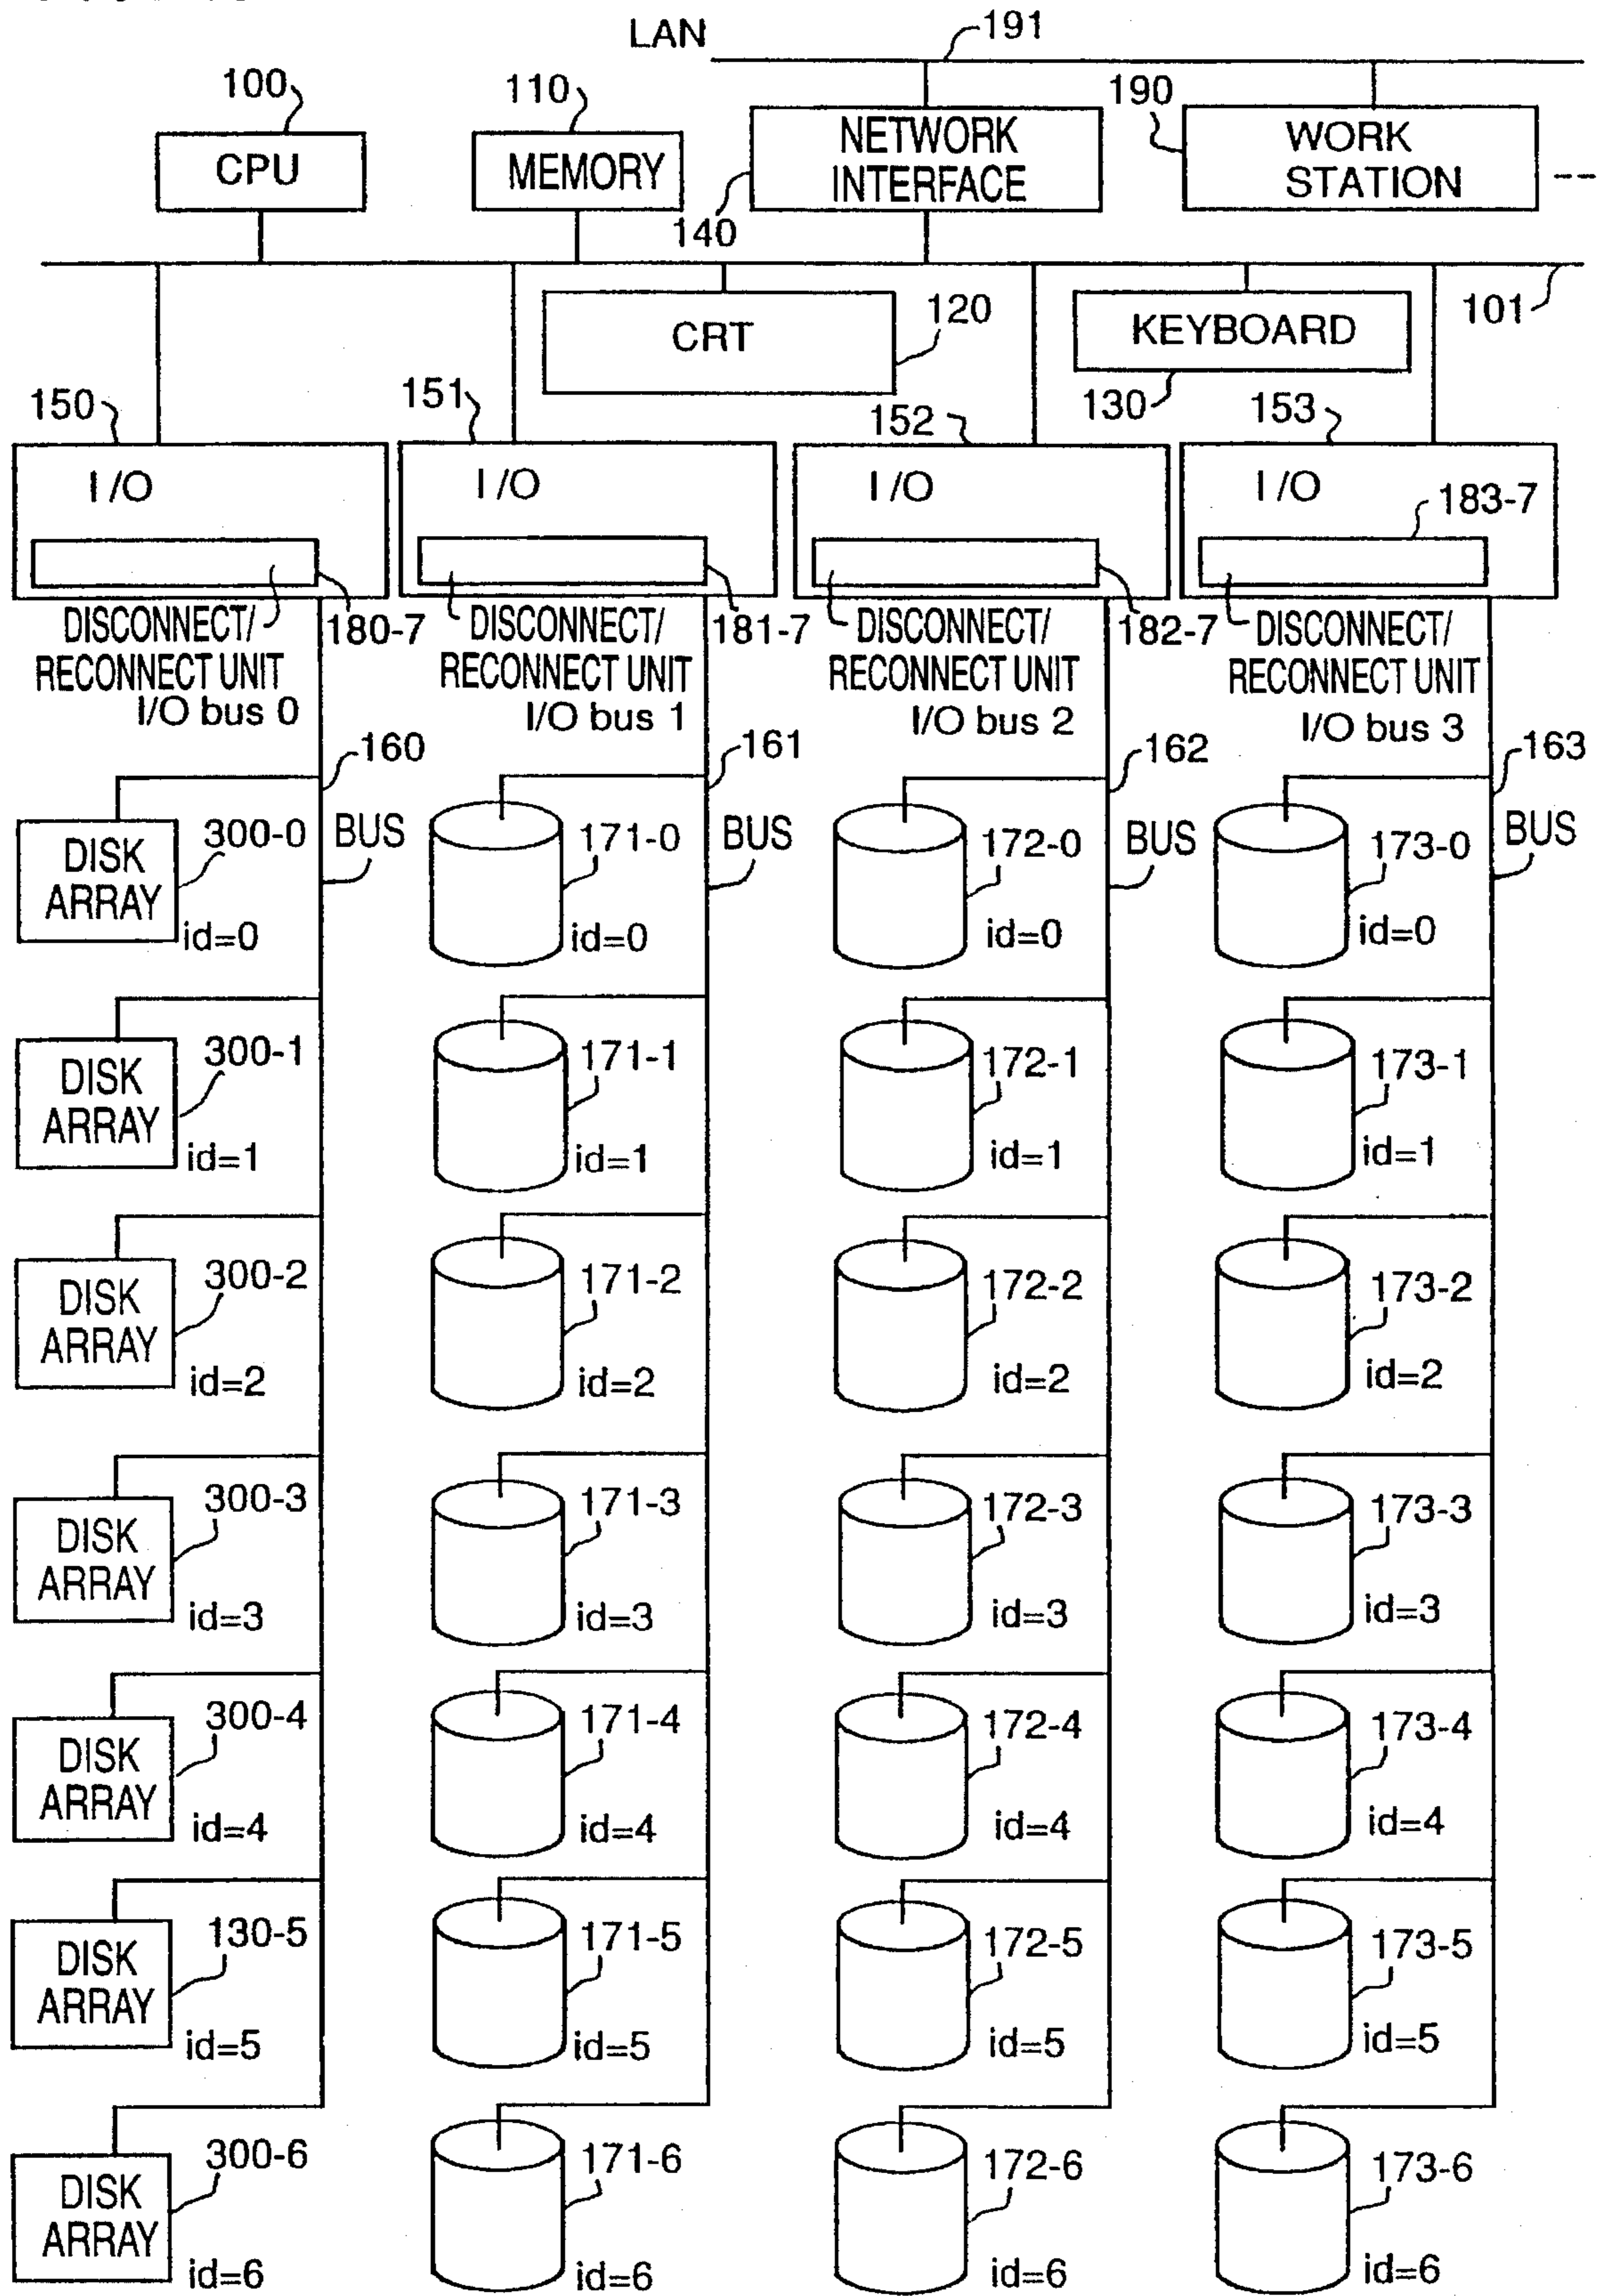 LAN
191
100
110
190
CPU
MEMORY
NETWORK
INTERFACE
WORK
STATION
140
CRT
120
KEYBOARD
101
130
150
151
152
153
I/O
I/O
I/O
I/O
183-7
DISCONNECT/
RECONNECT UNIT
180-7
DISCONNECT/
RECONNECT UNIT
181-7
DISCONNECT/
RECONNECT UNIT
182-7
DISCONNECT/
RECONNECT UNIT
I/O bus 0
I/O bus 1
I/O bus 2
I/O bus 3
160
161
162
163
DISK
ARRAY
300-0
BUS
171-0
BUS
172-0
BUS
173-0
BUS
id=0
id=0
id=0
id=0
DISK
ARRAY
300-1
171-1
172-1
173-1
id=1
id=1
id=1
id=1
DISK
ARRAY
300-2
171-2
172-2
173-2
id=2
id=2
id=2
id=2
DISK
ARRAY
300-3
171-3
172-3
173-3
id=3
id=3
id=3
id=3
DISK
ARRAY
300-4
171-4
172-4
173-4
id=4
id=4
id=4
id=4
DISK
ARRAY
130-5
171-5
172-5
173-5
id=5
id=5
id=5
id=5
DISK
ARRAY
300-6
171-6
172-6
173-6
id=6
id=6
id=6
id=6